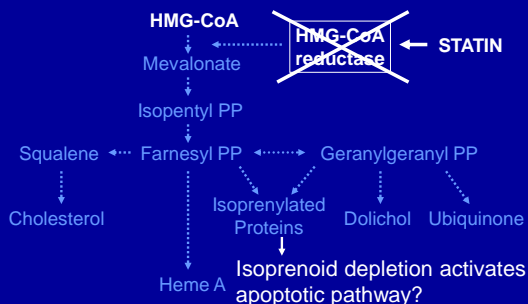 HMG-CoA
HMG-CoA
reductase
STATIN
Mevalonate
Isopentyl PP
Squalene
Farnesyl PP
Geranylgeranyl PP
Cholesterol
Isoprenylated
Proteins
Dolichol
Ubiquinone
Heme A
Isoprenoid depletion activates
apoptotic pathway?